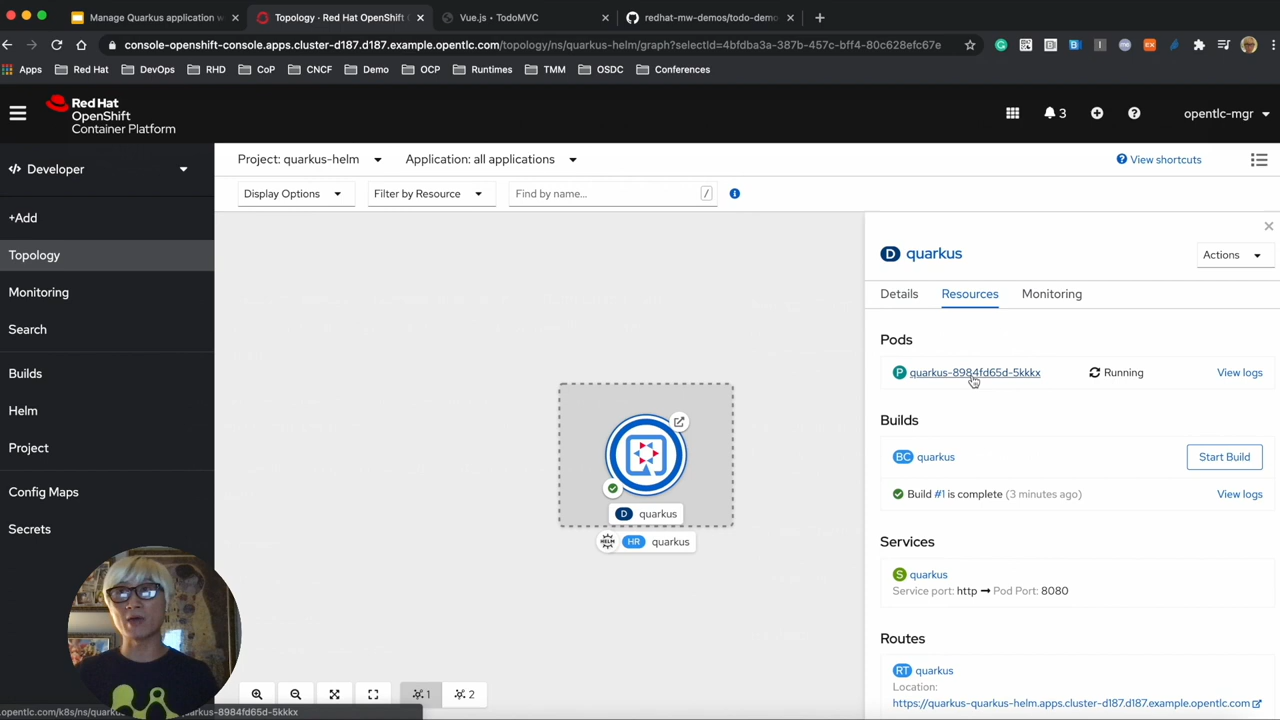 Manage Quarkus application w
Topology · Red Hat OpenShift
Vue.js • TodoMVC
redhat-mw-demos/todo-demo
console-openshift-console.apps.cluster-d187.d187.example.opentlc.com/topology/ns/quarkus-helm/graph?selectId=4bfdba3a-387b-457c-bff4-80c628efc67e
Apps
Red Hat
DevOps
RHD
CoP
CNCF
Demo
OCP
Runtimes
TMM
OSDC
Conferences
Red Hat
OpenShift
Container Platform
3
opentlc-mgr
</> Developer
Project: quarkus-helm
Application: all applications
View shortcuts
Display Options
Filter by Resource
Find by name...
/
+Add
Topology
Monitoring
Search
Builds
Helm
Project
Config Maps
Secrets
D quarkus
HELM HR quarkus
1
2
D quarkus
Actions
Details
Resources
Monitoring
Pods
P quarkus-8984fd65d-5kkkx
Running
View logs
Builds
BC quarkus
Start Build
Build #1 is complete (3 minutes ago)
View logs
Services
S quarkus
Service port: http → Pod Port: 8080
Routes
RT quarkus
Location:
https://quarkus-quarkus-helm.apps.cluster-d187.d187.example.opentlc.com